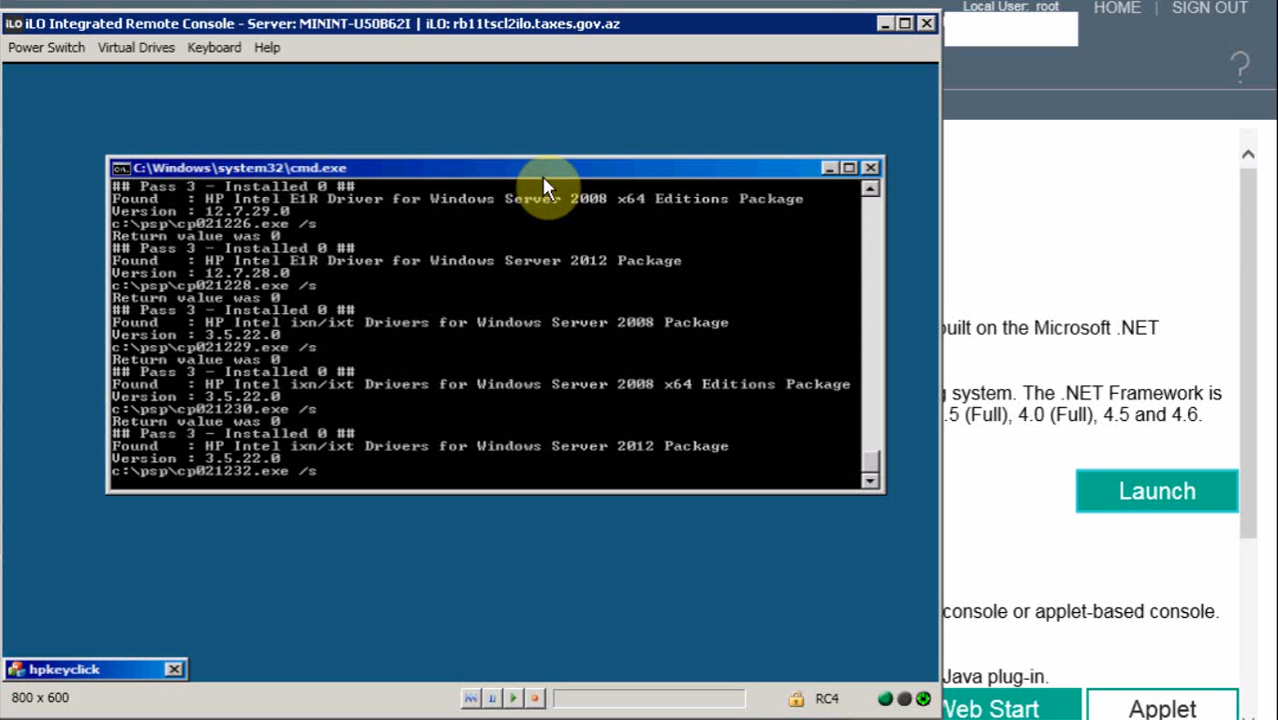 iLO Integrated Remote Console - Server: MININT-U50B62I | iLO: rb11tscl2ilo.taxes.gov.az
Local User: root HOME | SIGN OUT
Power Switch Virtual Drives Keyboard Help
?
C:\Windows\system32\cmd.exe
## Pass 3 - Installed 0 ##
Found : HP Intel E1R Driver for Windows Server 2008 x64 Editions Package
Version : 12.7.29.0
c:\psp\cp021226.exe /s
Return value was 0
## Pass 3 - Installed 0 ##
Found : HP Intel E1R Driver for Windows Server 2012 Package
Version : 12.7.28.0
c:\psp\cp021228.exe /s
Return value was 0
## Pass 3 - Installed 0 ##
Found : HP Intel ixn/ixt Drivers for Windows Server 2008 Package
Version : 3.5.22.0
c:\psp\cp021229.exe /s
Return value was 0
## Pass 3 - Installed 0 ##
Found : HP Intel ixn/ixt Drivers for Windows Server 2008 x64 Editions Package
Version : 3.5.22.0
c:\psp\cp021230.exe /s
Return value was 0
## Pass 3 - Installed 0 ##
Found : HP Intel ixn/ixt Drivers for Windows Server 2012 Package
Version : 3.5.22.0
c:\psp\cp021232.exe /s
uilt on the Microsoft .NET
g system. The .NET Framework is
.5 (Full), 4.0 (Full), 4.5 and 4.6.
Launch
console or applet-based console.
Java plug-in.
Web Start Applet
hpkeyclick
800 x 600
RC4